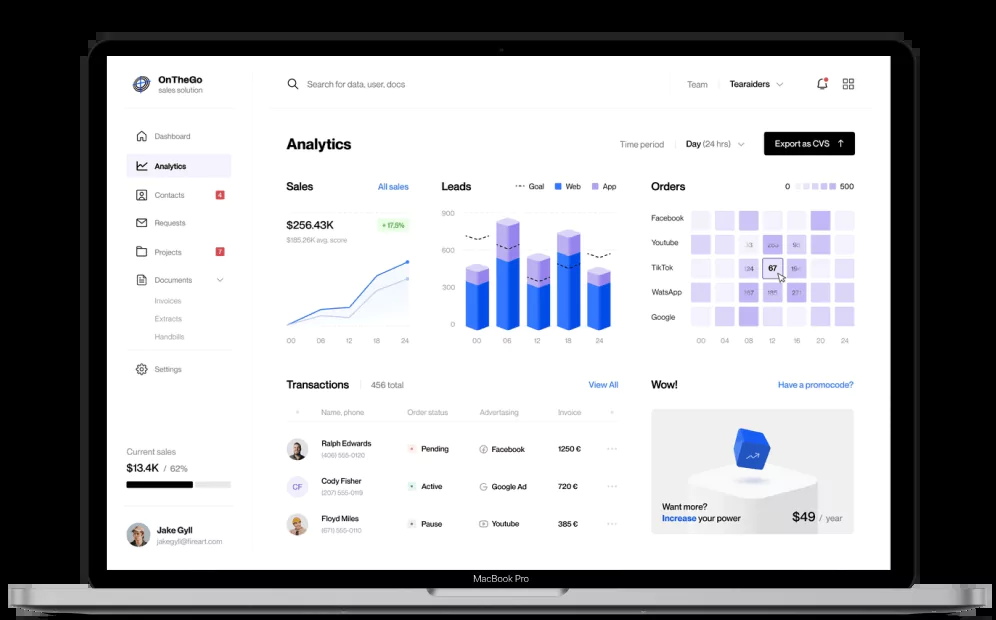 OnTheGo
sales solution
Search for data, user, docs
Team
Tearaiders
Dashboard
Analytics
Contacts
4
Requests
Projects
7
Documents
Invoices
Extracts
Handbills
Settings
Current sales
$13.4K / 62%
Jake Gyll
jakegyll@fireart.com
Analytics
Time period
Day (24 hrs)
Export as CVS
Sales
All sales
$256.43K
+17,8%
$185.26K avg. score
00 06 12 18 24
Leads
Goal Web App
900
600
300
0
00 06 12 18 24
Orders
0 500
Facebook
Youtube
TikTok
67
WatsApp
Google
00 04 08 12 16 20 24
Transactions
456 total
View All
Name, phone Order status Advertasing Invoice
Ralph Edwards
(406) 555-0120
Pending Facebook 1250 €
CF
Cody Fisher
(207) 555-0119
Active Google Ad 720 €
Floyd Miles
Pause Youtube 385 €
Wow!
Have a promocode?
Want more?
Increase your power
$49 / year
MacBook Pro